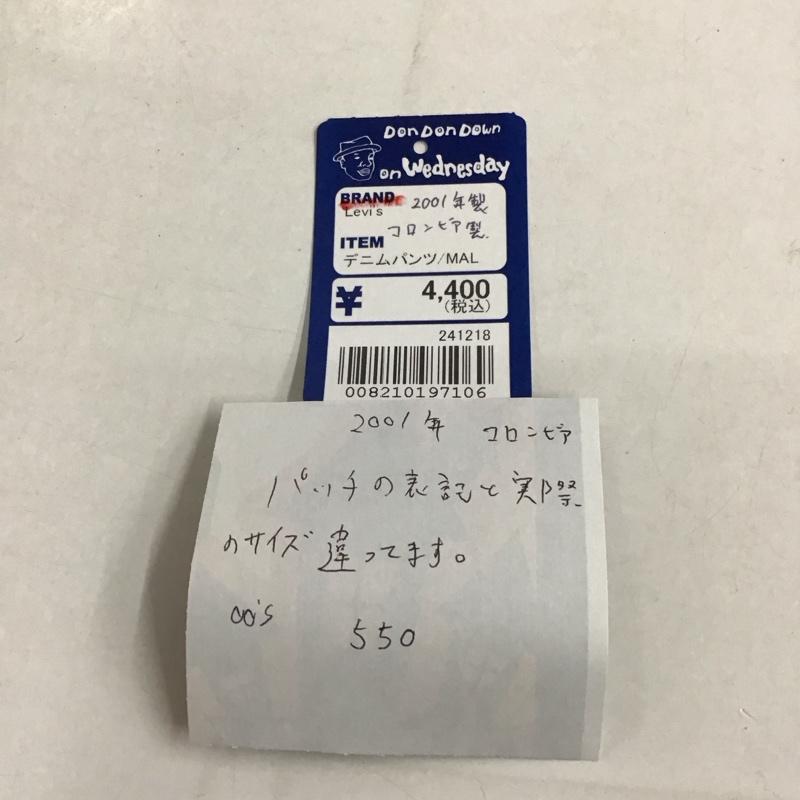 Don Don Down
on Wednesday
BRAND
Levi's 2001年製
コロンビア製.
ITEM
デニムパンツ/MAL
¥ 4,400
(税込)
241218
008210197106
2001年 コロンビア
パッチの表記と実際
のサイズ違ってます。
00's
550